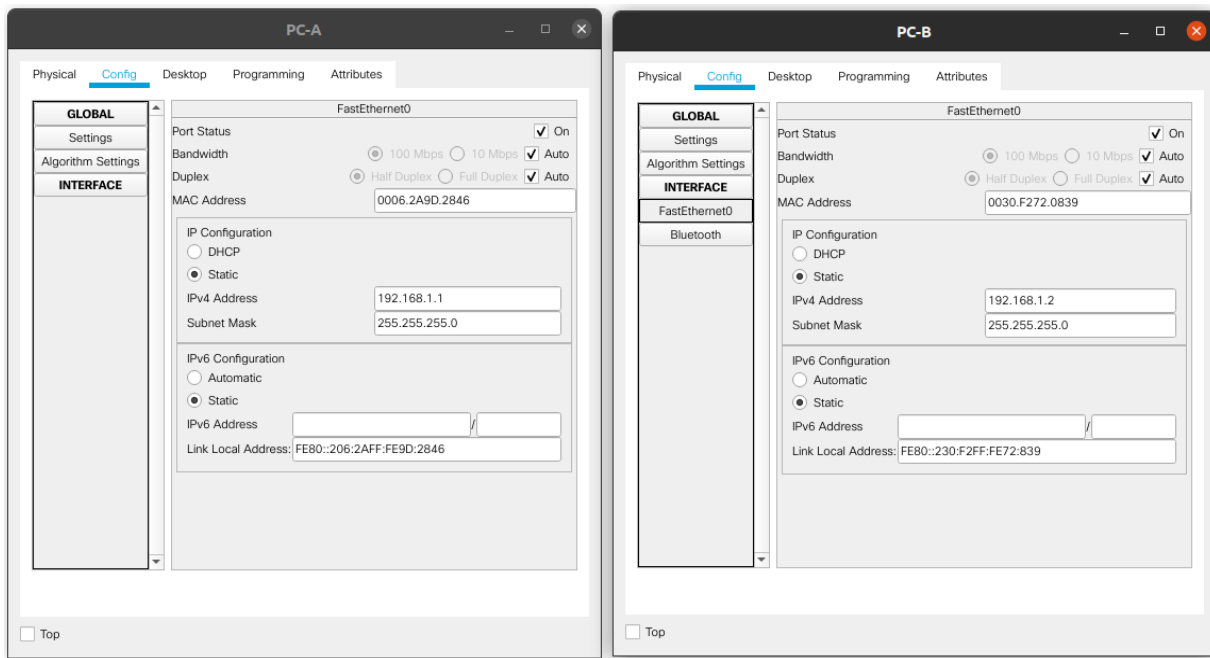 PC-A
Physical Config Desktop Programming Attributes
GLOBAL
Settings
Algorithm Settings
INTERFACE
FastEthernet0
Port Status On
Bandwidth 100 Mbps 10 Mbps Auto
Duplex Half Duplex Full Duplex Auto
MAC Address 0006.2A9D.2846
IP Configuration
DHCP
Static
IPv4 Address 192.168.1.1
Subnet Mask 255.255.255.0
IPv6 Configuration
Automatic
Static
IPv6 Address /
Link Local Address: FE80::206:2AFF:FE9D:2846
Top
PC-B
Physical Config Desktop Programming Attributes
GLOBAL
Settings
Algorithm Settings
INTERFACE
FastEthernet0
Bluetooth
FastEthernet0
Port Status On
Bandwidth 100 Mbps 10 Mbps Auto
Duplex Half Duplex Full Duplex Auto
MAC Address 0030.F272.0839
IP Configuration
DHCP
Static
IPv4 Address 192.168.1.2
Subnet Mask 255.255.255.0
IPv6 Configuration
Automatic
Static
IPv6 Address /
Link Local Address: FE80::230:F2FF:FE72:839
Top